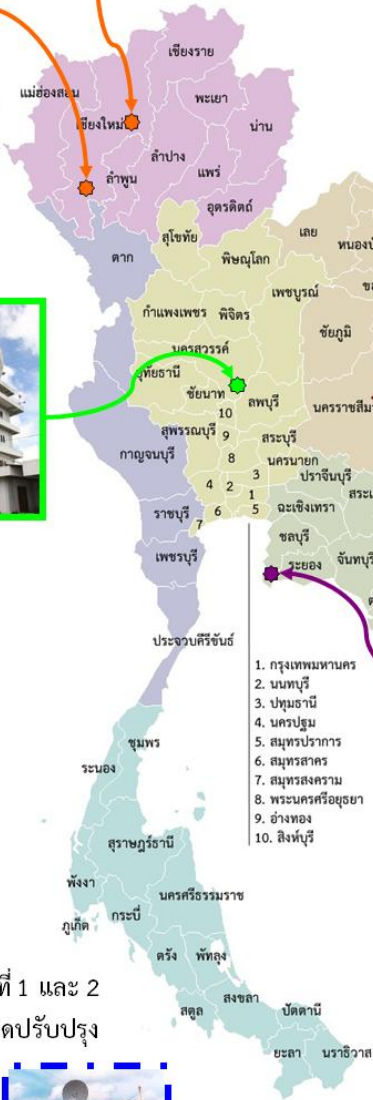 เชียงราย
แม่ฮ่องสอน
พะเยา
เชียงใหม่
น่าน
ลำปาง
แพร่
ลำพูน
อุตรดิตถ์
สุโขทัย
เลย
ตาก
พิษณุโลก
เพชรบูรณ์
กำแพงเพชร
พิจิตร
ชัยภูมิ
นครสวรรค์
อุทัยธานี
ชัยนาท
ลพบุรี
10
นครราชสีมา
สุพรรณบุรี
9
สระบุรี
กาญจนบุรี
8
นครนายก
3
ปราจีนบุรี
4
2
1
ราชบุรี
6
5
ฉะเชิงเทรา
7
ชลบุรี
เพชรบุรี
ระยอง
จันทบุรี
ประจวบคีรีขันธ์
1. กรุงเทพมหานคร
2. นนทบุรี
3. ปทุมธานี
4. นครปฐม
5. สมุทรปราการ
6. สมุทรสาคร
7. สมุทรสงคราม
8. พระนครศรีอยุธยา
9. อ่างทอง
10. สิงห์บุรี
ชุมพร
ระนอง
สุราษฎร์ธานี
พังงา
นครศรีธรรมราช
ภูเก็ต
กระบี่
ตรัง
พัทลุง
ที่ 1 และ 2
สตูล
สงขลา
ปัตตานี
ดปรับปรุง
ยะลา
นราธิวาส